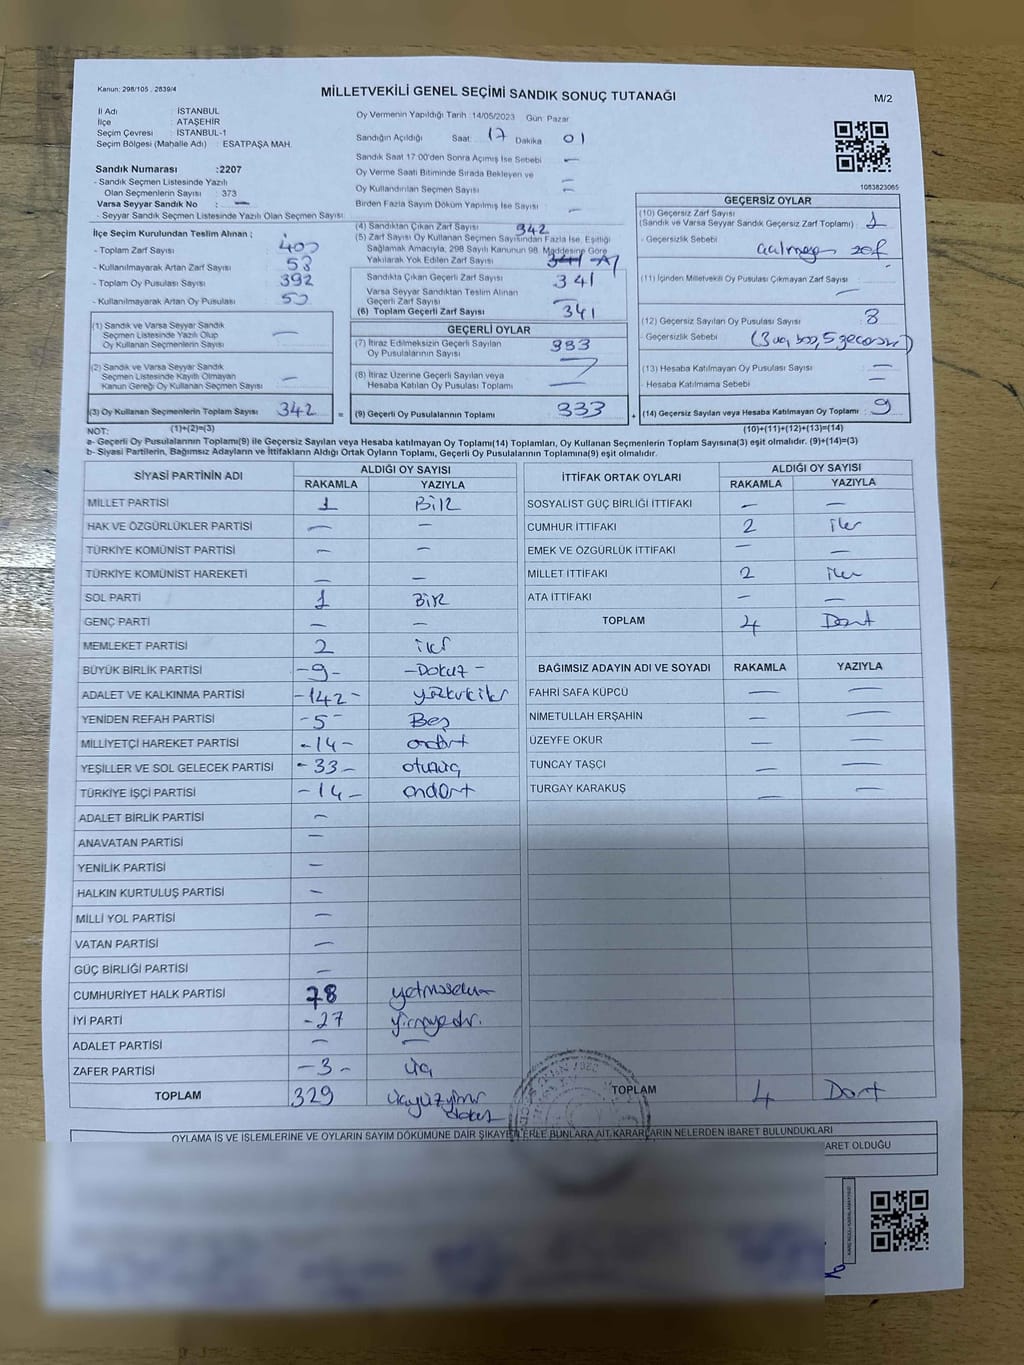 Kanun: 298/105 , 2839/4
MİLLETVEKİLİ GENEL SEÇİMİ SANDIK SONUÇ TUTANAĞI
M/2
İl Adı : İSTANBUL
İlçe : ATAŞEHİR
Seçim Çevresi : İSTANBUL-1
Seçim Bölgesi (Mahalle Adı) : ESATPAŞA MAH.
Oy Vermenin Yapıldığı Tarih :14/05/2023 Gün: Pazar
Sandığın Açıldığı Saat: 17 Dakika 01
Sandık Saat 17:00'den Sonra Açımış İse Sebebi —
Oy Verme Saati Bitiminde Sırada Bekleyen ve
Oy Kullandırılan Seçmen Sayısı —
Birden Fazla Sayım Döküm Yapılmış İse Sayısı : —
1083823065
Sandık Numarası :2207
- Sandık Seçmen Listesinde Yazılı
Olan Seçmenlerin Sayısı : 373
Varsa Seyyar Sandık No : —
- Seyyar Sandık Seçmen Listesinde Yazılı Olan Seçmen Sayısı:
İlçe Seçim Kurulundan Teslim Alınan ;
- Toplam Zarf Sayısı : 400
- Kullanılmayarak Artan Zarf Sayısı : 58
- Toplam Oy Pusulası Sayısı : 392
- Kullanılmayarak Artan Oy Pusulası : 50
(4) Sandıktan Çıkan Zarf Sayısı 342
(5) Zarf Sayısı Oy Kullanan Seçmen Sayısından Fazla İse, Eşitliği
Sağlamak Amacıyla, 298 Sayılı Kanunun 98. Maddesine Göre
Yakılarak Yok Edilen Zarf Sayısı 341
Sandıkta Çıkan Geçerli Zarf Sayısı 341
Varsa Seyyar Sandıktan Teslim Alınan
Geçerli Zarf Sayısı —
(6) Toplam Geçerli Zarf Sayısı 341
GEÇERSİZ OYLAR
(10) Geçersiz Zarf Sayısı
(Sandık ve Varsa Seyyar Sandık Geçersiz Zarf Toplamı) : 1
- Geçersizlik Sebebi : zarf
(11) İçinden Milletvekili Oy Pusulası Çıkmayan Zarf Sayısı :
—
(12) Geçersiz Sayılan Oy Pusulası Sayısı : 8
- Geçersizlik Sebebi : boş, 5 geçersiz)
(13) Hesaba Katılmayan Oy Pusulası Sayısı : —
- Hesaba Katılmama Sebebi : —
(14) Geçersiz Sayılan veya Hesaba Katılmayan Oy Toplamı : 9
(10)+(11)+(12)+(13)=(14)
(1) Sandık ve Varsa Seyyar Sandık
Seçmen Listesinde Yazılı Olup
Oy Kullanan Seçmenlerin Sayısı : —
(2) Sandık ve Varsa Seyyar Sandık
Seçmen Listesinde Kayıtlı Olmayan
Kanun Gereği Oy Kullanan Seçmen Sayısı : —
(3) Oy Kullanan Seçmenlerin Toplam Sayısı : 342 =
(1)+(2)=(3)
GEÇERLİ OYLAR
(7) İtiraz Edilmeksizin Geçerli Sayılan
Oy Pusulalarının Sayısı : 333
(8) İtiraz Üzerine Geçerli Sayılan veya
Hesaba Katılan Oy Pusulası Toplamı : —
(9) Geçerli Oy Pusulalarının Toplamı : 333 +
NOT:
a- Geçerli Oy Pusulalarının Toplamı(9) ile Geçersiz Sayılan veya Hesaba katılmayan Oy Toplamı(14) Toplamları, Oy Kullanan Seçmenlerin Toplam Sayısına(3) eşit olmalıdır. (9)+(14)=(3)
b- Siyasi Partilerin, Bağımsız Adayların ve İttifakların Aldığı Ortak Oyların Toplamı, Geçerli Oy Pusulalarının Toplamına(9) eşit olmalıdır.
SİYASİ PARTİNİN ADI ALDIĞI OY SAYISI
RAKAMLA YAZIYLA
MİLLET PARTİSİ 1 BİR
HAK VE ÖZGÜRLÜKLER PARTİSİ — —
TÜRKİYE KOMÜNİST PARTİSİ — —
TÜRKİYE KOMÜNİST HAREKETİ — —
SOL PARTİ 1 BİR
GENÇ PARTİ — —
MEMLEKET PARTİSİ 2 iki
BÜYÜK BİRLİK PARTİSİ -9- -Dokuz-
ADALET VE KALKINMA PARTİSİ -142- yüzkırkiki
YENİDEN REFAH PARTİSİ -5- Beş
MİLLİYETÇİ HAREKET PARTİSİ -14- ondört
YEŞİLLER VE SOL GELECEK PARTİSİ -33- otuzüç
TÜRKİYE İŞÇİ PARTİSİ -14- ondört
ADALET BİRLİK PARTİSİ —
ANAVATAN PARTİSİ —
YENİLİK PARTİSİ —
HALKIN KURTULUŞ PARTİSİ —
MİLLİ YOL PARTİSİ —
VATAN PARTİSİ —
GÜÇ BİRLİĞİ PARTİSİ —
CUMHURİYET HALK PARTİSİ 78 yetmişsekiz
İYİ PARTİ -27 yirmiyedi.
ADALET PARTİSİ — —
ZAFER PARTİSİ -3- üç
TOPLAM 329 üçyüzyirmi
dokuz
İTTİFAK ORTAK OYLARI ALDIĞI OY SAYISI
RAKAMLA YAZIYLA
SOSYALİST GÜÇ BİRLİĞİ İTTİFAKI — —
CUMHUR İTTİFAKI 2 iki
EMEK VE ÖZGÜRLÜK İTTİFAKI — —
MİLLET İTTİFAKI 2 iki
ATA İTTİFAKI — —
TOPLAM 4 Dört
BAĞIMSIZ ADAYIN ADI VE SOYADI RAKAMLA YAZIYLA
FAHRİ SAFA KÜPCÜ — —
NİMETULLAH ERŞAHİN — —
ÜZEYFE OKUR — —
TUNCAY TAŞCI — —
TURGAY KARAKUŞ — —
TOPLAM 4 Dört
OYLAMA İŞ VE İŞLEMLERİNE VE OYLARIN SAYIM DÖKÜMÜNE DAİR ŞİKAYETLERLE BUNLARA AİT KARARLARIN NELERDEN İBARET BULUNDUKLARI
ARET OLDUĞU